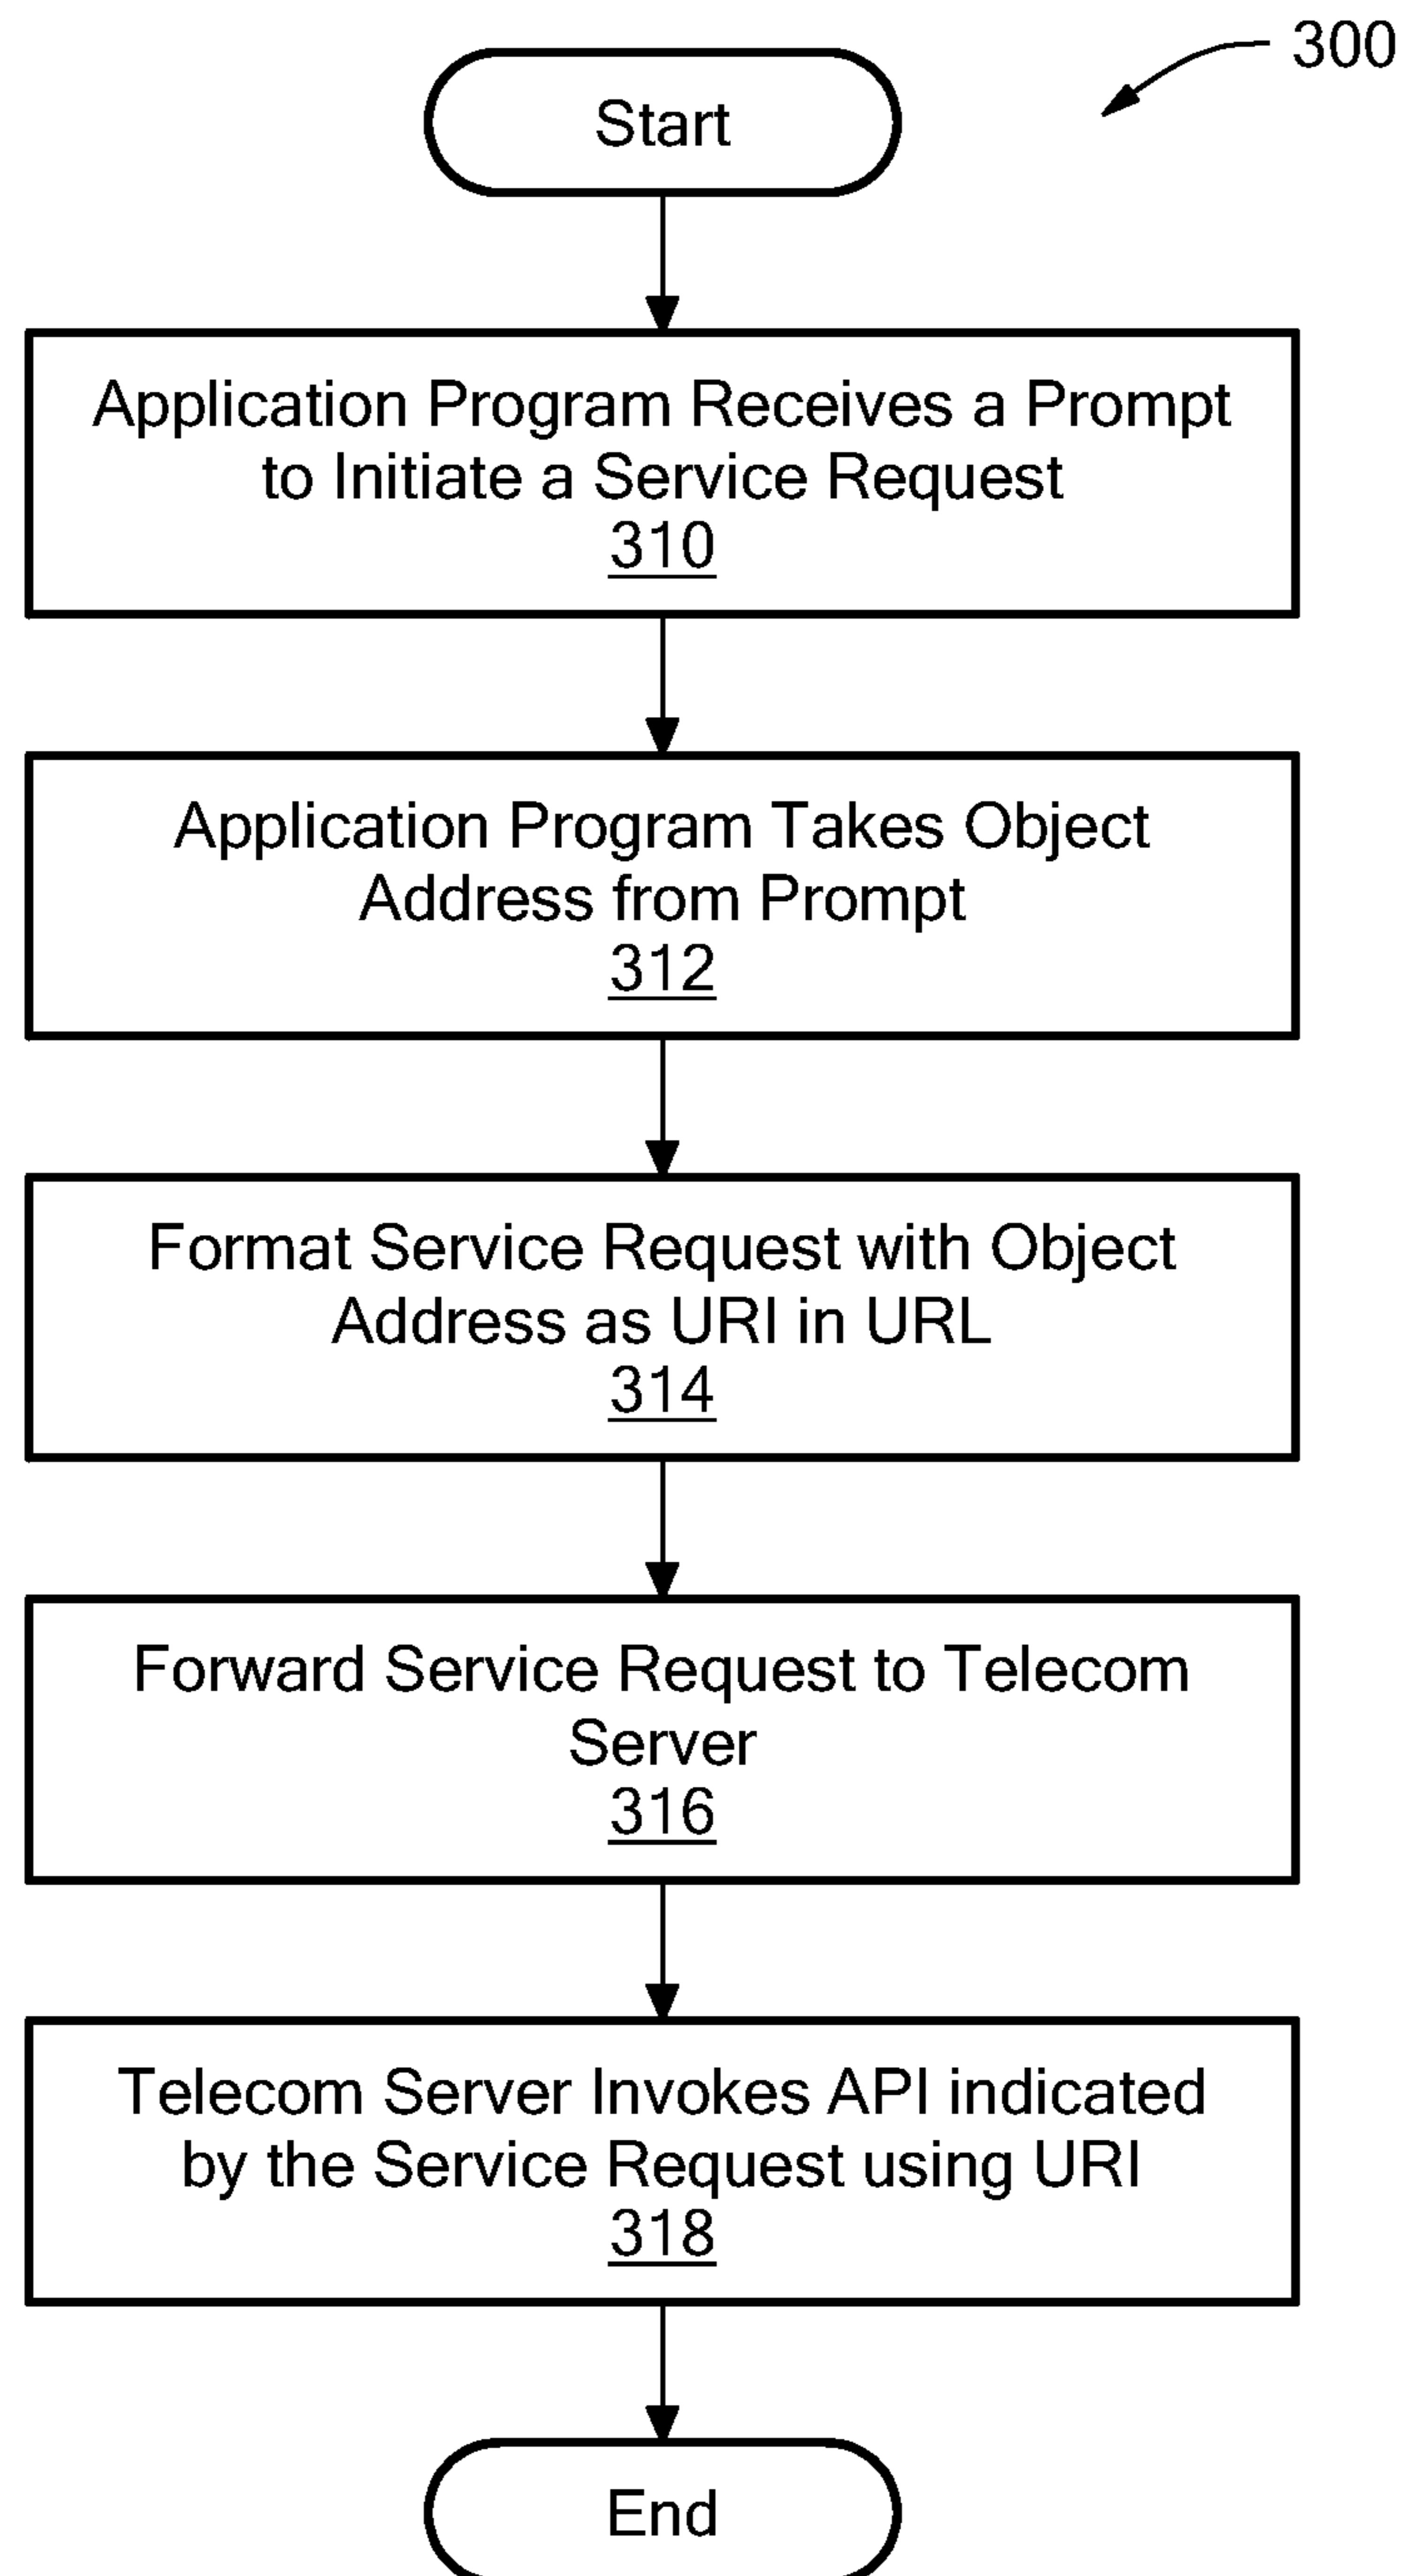 300
Start
Application Program Receives a Prompt
to Initiate a Service Request
310
Application Program Takes Object
Address from Prompt
312
Format Service Request with Object
Address as URI in URL
314
Forward Service Request to Telecom
Server
316
Telecom Server Invokes API indicated
by the Service Request using URI
318
End